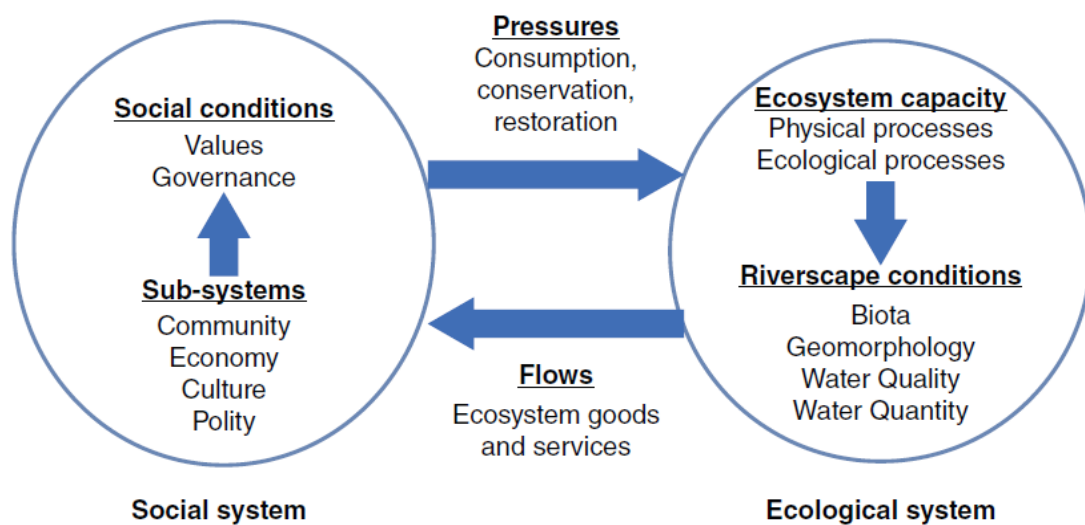 Pressures
Consumption,
conservation,
restoration
Social conditions
Values
Governance
Sub-systems
Community
Economy
Culture
Polity
Ecosystem capacity
Physical processes
Ecological processes
Riverscape conditions
Biota
Geomorphology
Water Quality
Water Quantity
Flows
Ecosystem goods
and services
Social system
Ecological system